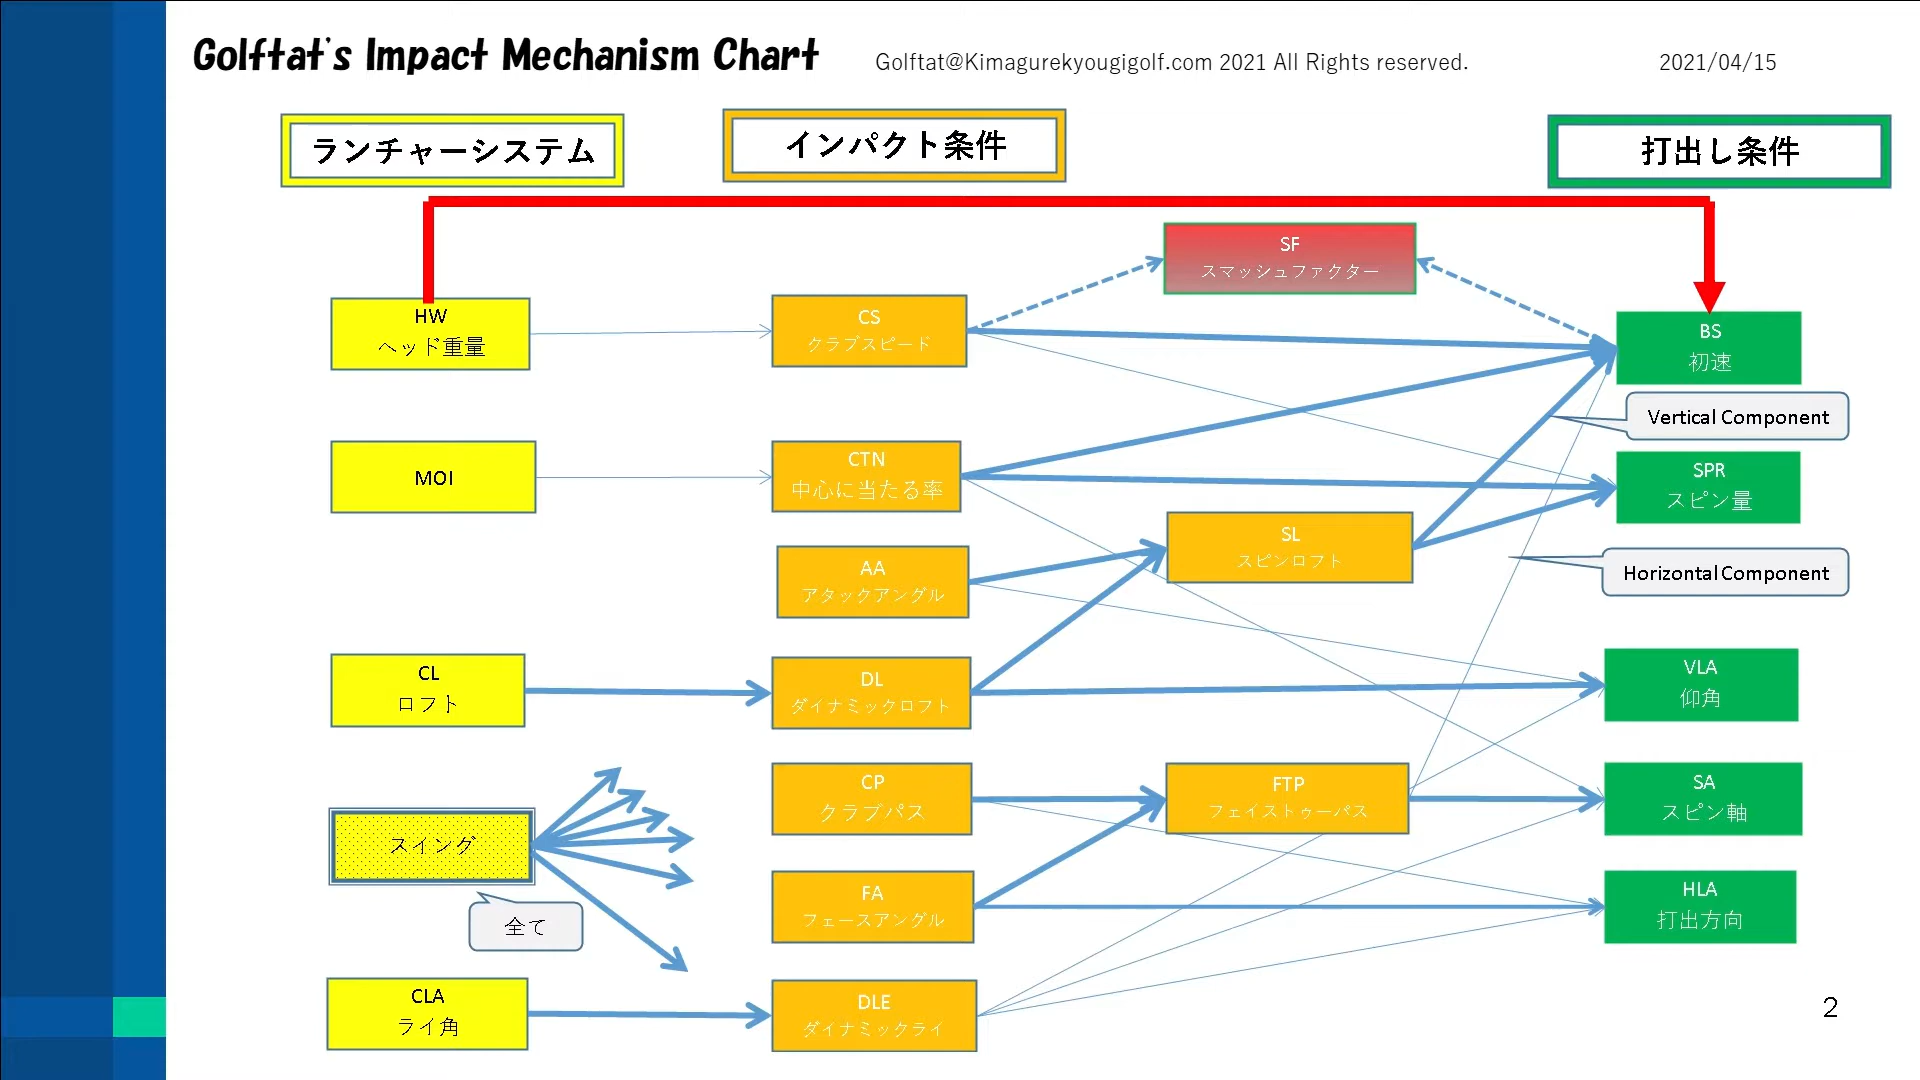 Golftat's Impact Mechanism Chart
Golftat@Kimagurekyougigolf.com 2021 All Rights reserved.
2021/04/15
ランチャーシステム
インパクト条件
打出し条件
SF
スマッシュファクター
HW
ヘッド重量
CS
クラブスピード
BS
初速
Vertical Component
MOI
CTN
中心に当たる率
SPR
スピン量
SL
スピンロフト
AA
アタックアングル
Horizontal Component
CL
ロフト
DL
ダイナミックロフト
VLA
仰角
スイング
全て
CP
クラブパス
FTP
フェイストゥーパス
SA
スピン軸
FA
フェースアングル
HLA
打出方向
CLA
ライ角
DLE
ダイナミックライ
2